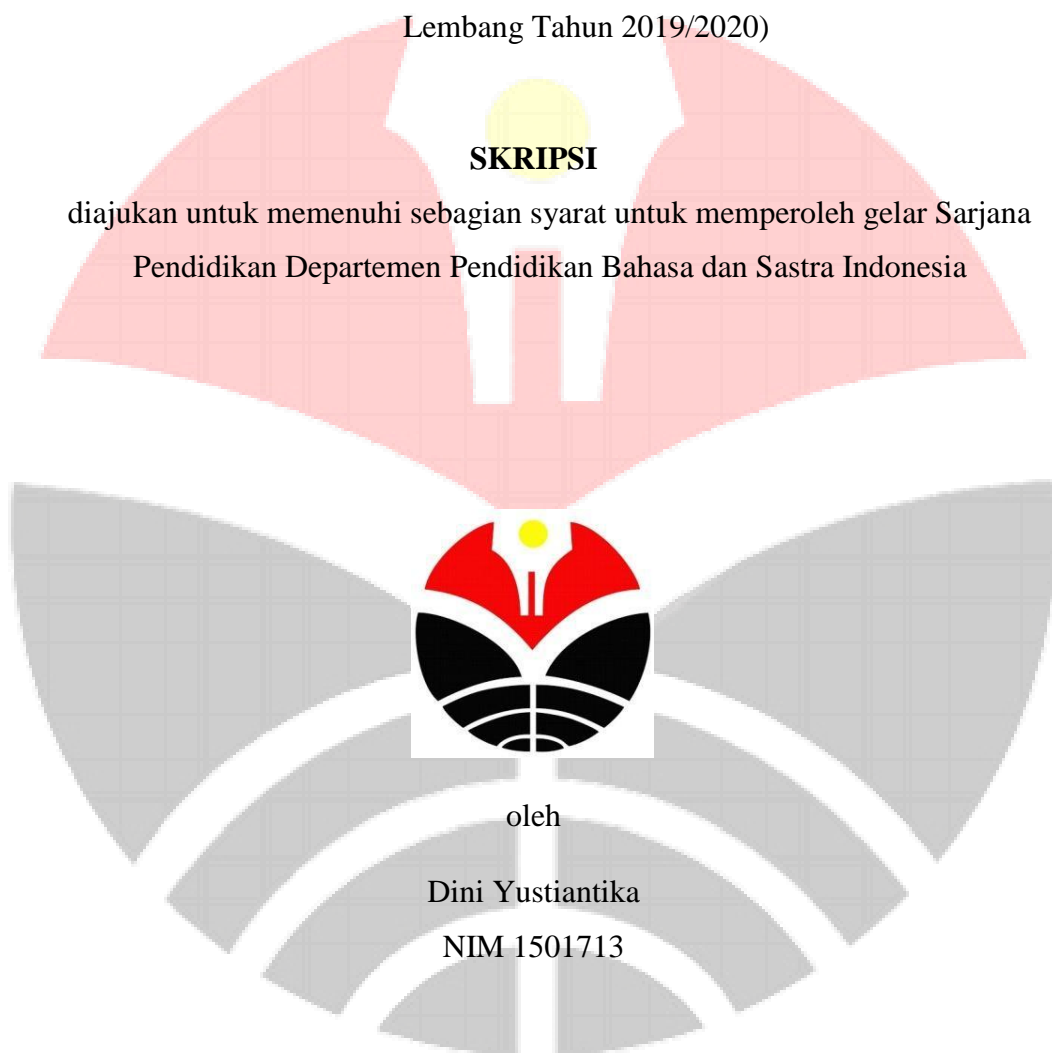 Lembang Tahun 2019/2020)
SKRIPSI
diajukan untuk memenuhi sebagian syarat untuk memperoleh gelar Sarjana
Pendidikan Departemen Pendidikan Bahasa dan Sastra Indonesia
oleh
Dini Yustiantika
NIM 1501713